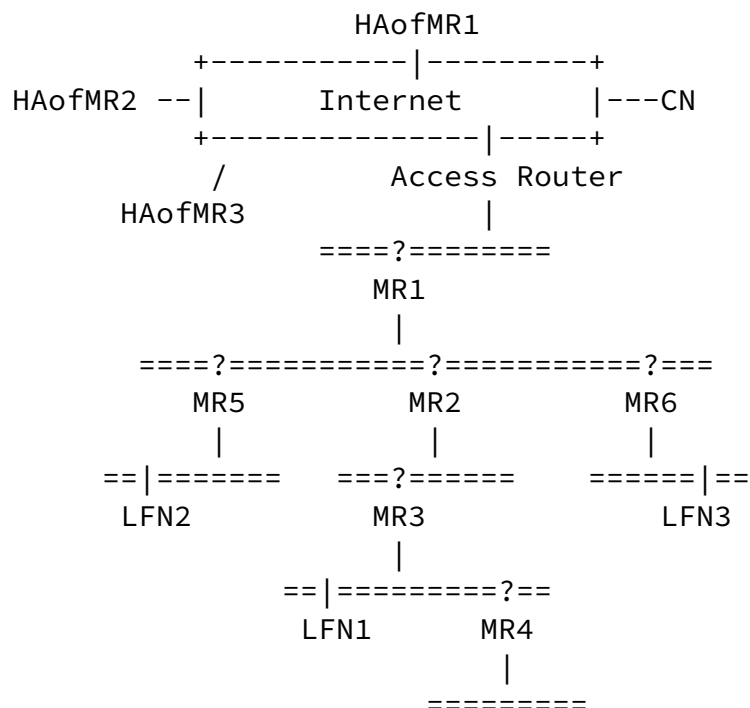 HAofMR1
          +-----------|---------+
HAofMR2 --|      Internet       |---CN
          +---------------|-----+
           /         Access Router
      HAofMR3             |
                 ====?========
                    MR1
                     |
       ====?===========?===========?===
          MR5         MR2         MR6
           |           |           |
     ==|=======   ===?======    ======|==
      LFN2          MR3              LFN3
                     |
               ==|=========?==
                LFN1      MR4
                           |
                       =========